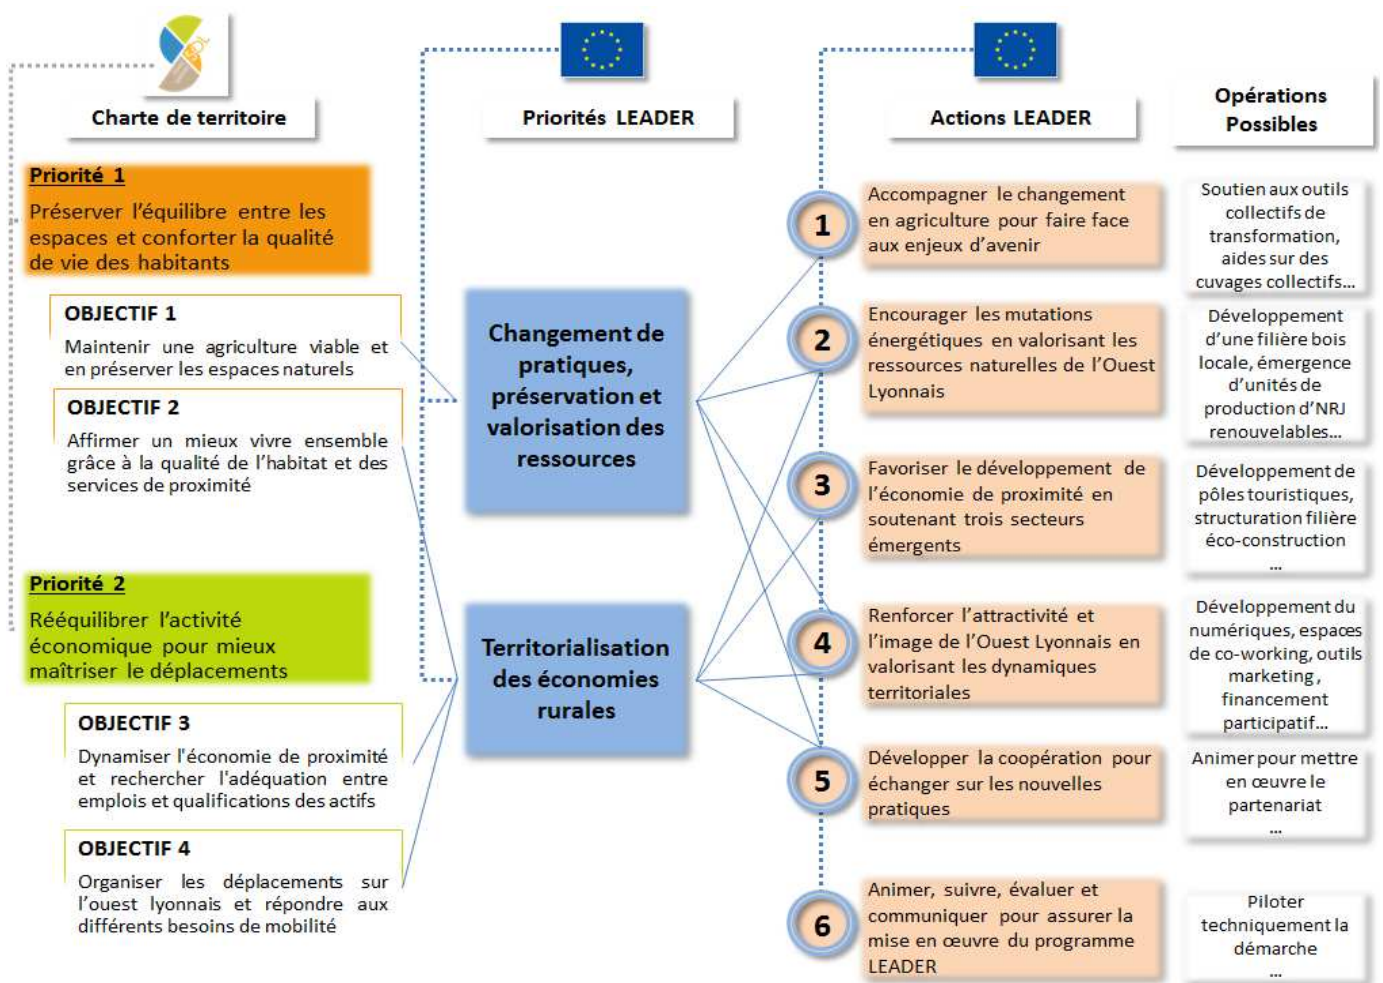 SOL
Charte de territoire
Priorités LEADER
Actions LEADER
Opérations
Possibles
Priorité 1
Préserver l’équilibre entre les
espaces et conforter la qualité
de vie des habitants
OBJECTIF 1
Maintenir une agriculture viable et
en préserver les espaces naturels
OBJECTIF 2
Affirmer un mieux vivre ensemble
grâce à la qualité de l’habitat et des
services de proximité
Priorité 2
Rééquilibrer l’activité
économique pour mieux
maîtriser le déplacements
OBJECTIF 3
Dynamiser l'économie de proximité
et rechercher l'adéquation entre
emplois et qualifications des actifs
OBJECTIF 4
Organiser les déplacements sur
l’ouest lyonnais et répondre aux
différents besoins de mobilité
Changement de
pratiques,
préservation et
valorisation des
ressources
Territorialisation
des économies
rurales
1
Accompagner le changement
en agriculture pour faire face
aux enjeux d’avenir
Soutien aux outils
collectifs de
transformation,
aides sur des
cuvages collectifs…
2
Encourager les mutations
énergétiques en valorisant les
ressources naturelles de l’Ouest
Lyonnais
Développement
d’une filière bois
locale, émergence
d’unités de
production d’NRJ
renouvelables…
3
Favoriser le développement de
l’économie de proximité en
soutenant trois secteurs
émergents
Développement de
pôles touristiques,
structuration filière
éco-construction
…
4
Renforcer l’attractivité et
l’image de l’Ouest Lyonnais en
valorisant les dynamiques
territoriales
Développement du
numériques, espaces
de co-working, outils
marketing ,
financement
participatif…
5
Développer la coopération pour
échanger sur les nouvelles
pratiques
Animer pour mettre
en œuvre le
partenariat
…
6
Animer, suivre, évaluer et
communiquer pour assurer la
mise en œuvre du programme
LEADER
Piloter
techniquement la
démarche
…